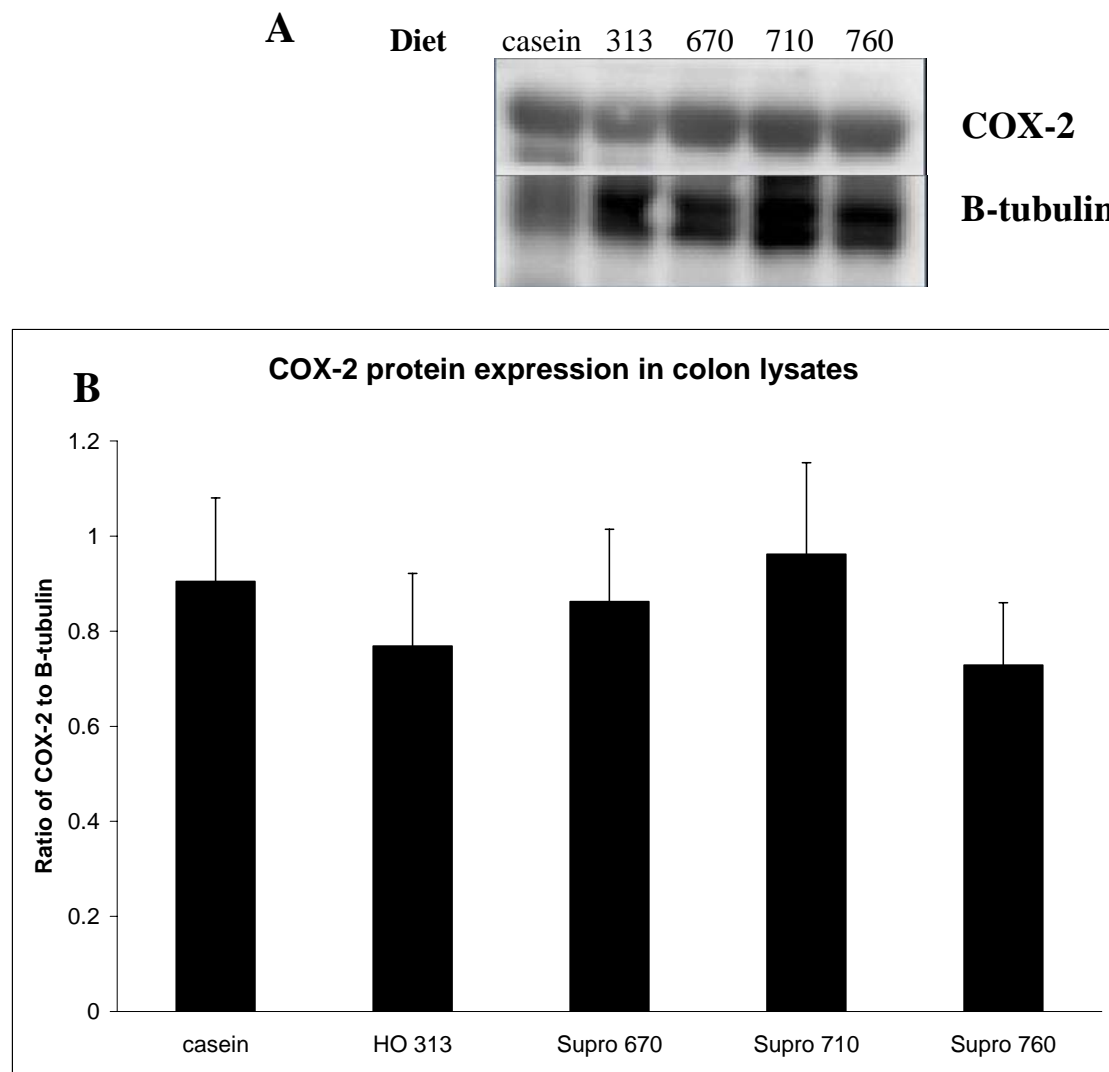 A
Diet casein 313 670 710 760
COX-2
B-tubulin
B
COX-2 protein expression in colon lysates
Ratio of COX-2 to B-tubulin
1.2
1
0.8
0.6
0.4
0.2
0
casein HO 313 Supro 670 Supro 710 Supro 760